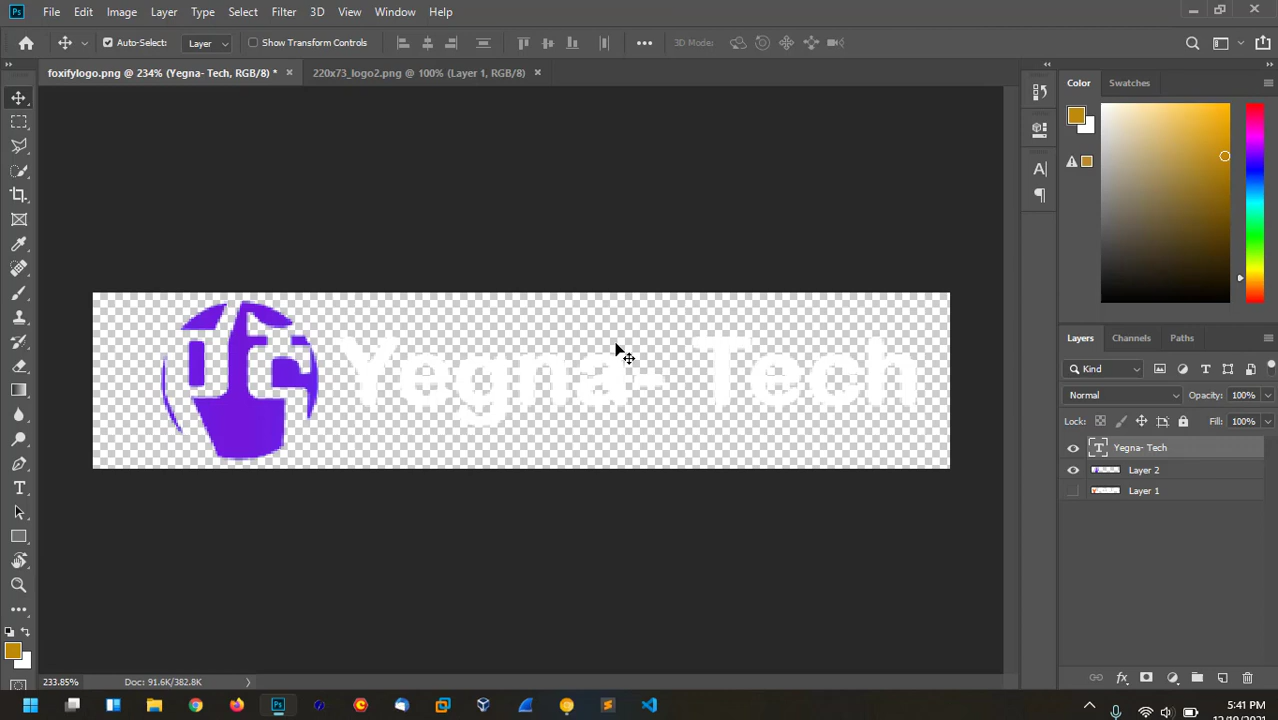 Ps File Edit Image Layer Type Select Filter 3D View Window Help
Auto-Select: Layer Show Transform Controls 3D Mode:
foxifylogo.png @ 234% (Yegna- Tech, RGB/8) * × 220x73_logo2.png @ 100% (Layer 1, RGB/8) ×
Color Swatches
Yegna- Tech
Layers Channels Paths
Kind
Normal Opacity: 100%
Lock: Fill: 100%
T Yegna- Tech
Layer 2
Layer 1
233.85% Doc: 91.6K/382.8K
5:41 PM